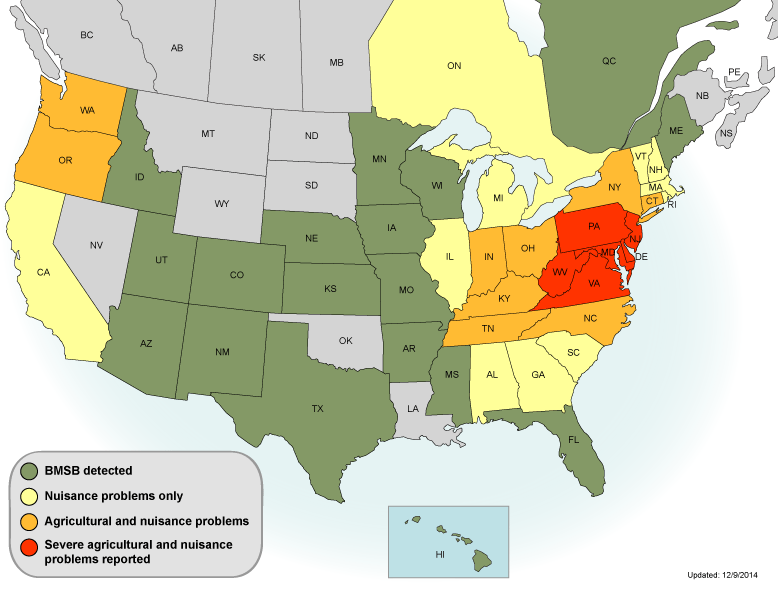 BC
AB
SK
MB
ON
QC
NB
PE
NS
WA
OR
MT
ID
ND
SD
WY
MN
WI
MI
VT
NH
ME
MA
RI
CT
NY
NV
CA
UT
CO
NE
KS
IA
MO
IL
IN
OH
PA
NJ
MD
DE
WV
VA
KY
TN
NC
SC
AZ
NM
OK
TX
AR
LA
MS
AL
GA
FL
HI
BMSB detected
Nuisance problems only
Agricultural and nuisance problems
Severe agricultural and nuisance
problems reported
Updated: 12/9/2014